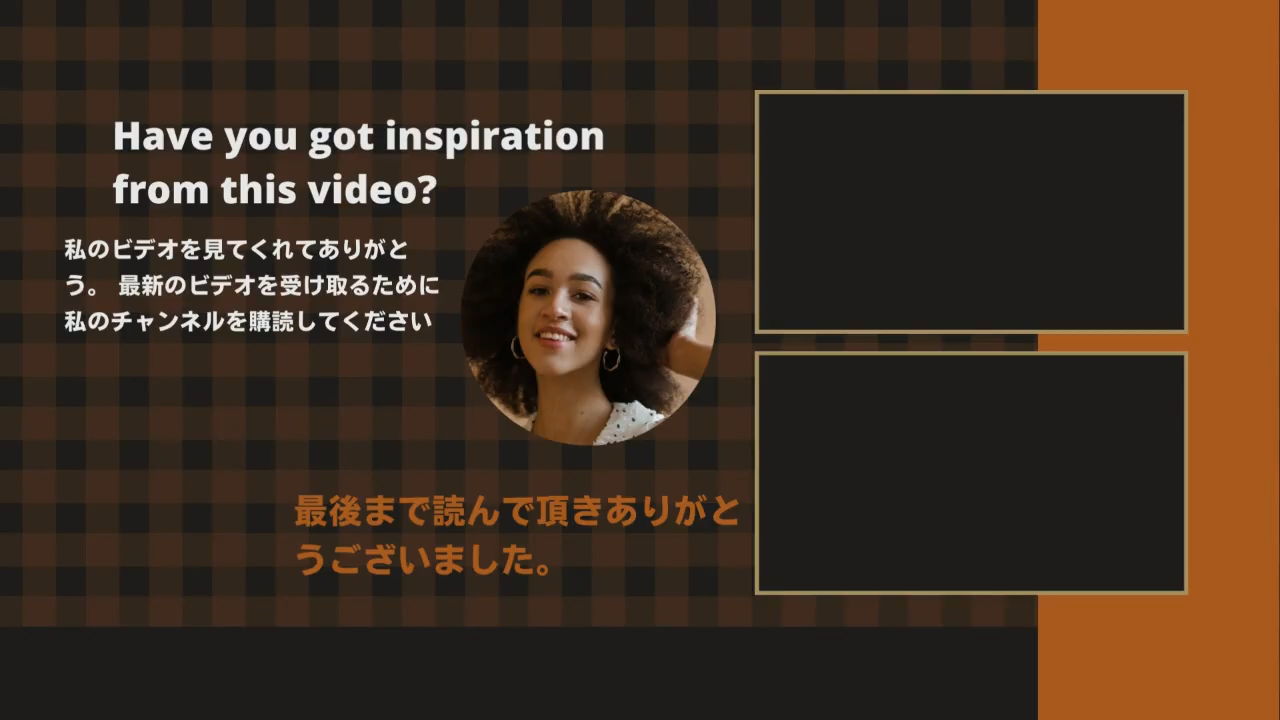 Have you got inspiration
from this video?
私のビデオを見てくれてありがと
う。 最新のビデオを受け取るために
私のチャンネルを購読してください
最後まで読んで頂きありがと
うございました。